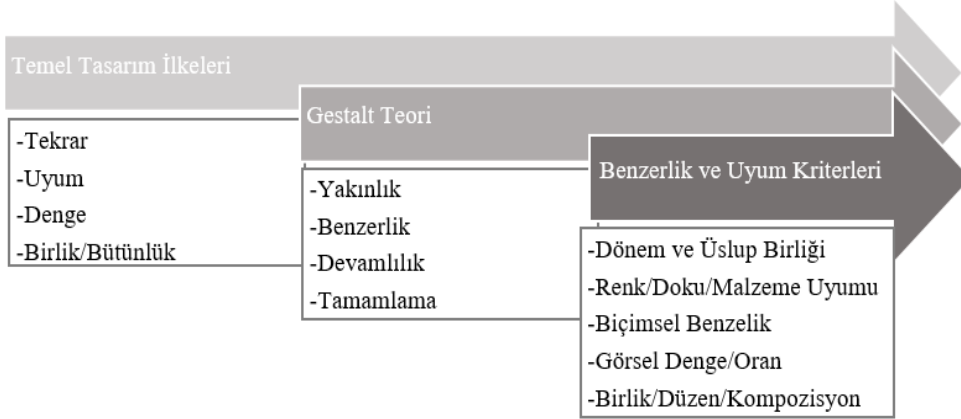 Temel Tasarım İlkeleri
-Tekrar
-Uyum
-Denge
-Birlik/Bütünlük
Gestalt Teori
-Yakınlık
-Benzerlik
-Devamlılık
-Tamamlama
Benzerlik ve Uyum Kriterleri
-Dönem ve Üslup Birliği
-Renk/Doku/Malzeme Uyumu
-Biçimsel Benzelik
-Görsel Denge/Oran
-Birlik/Düzen/Kompozisyon